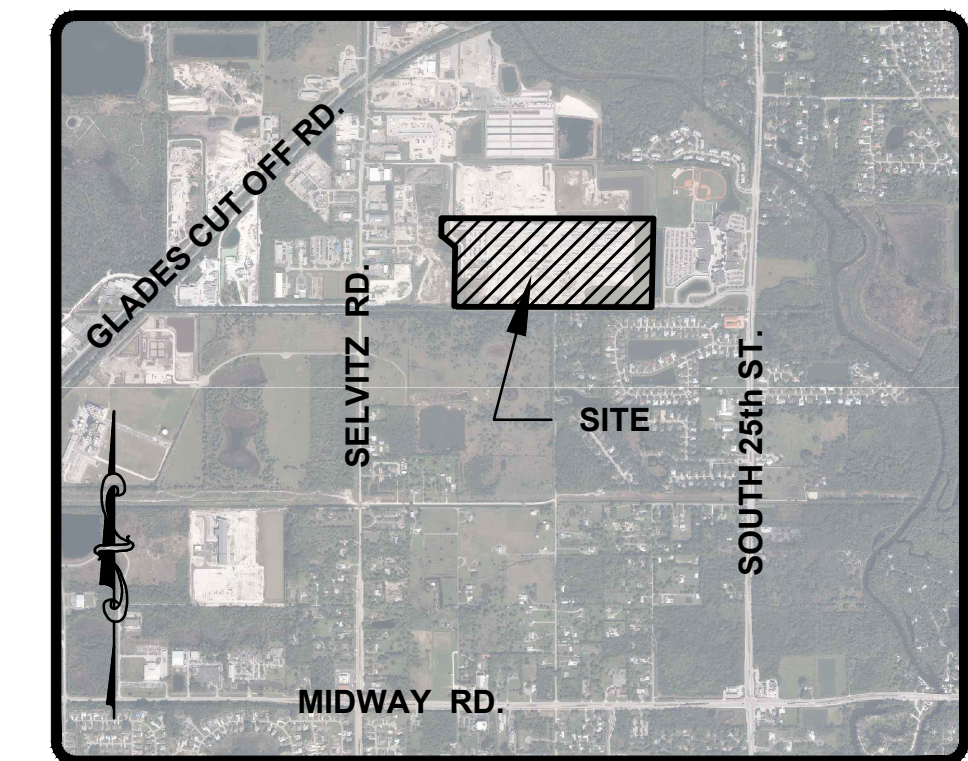 GLADES CUT OFF RD.
SELVITZ RD.
SITE
SOUTH 25th ST.
MIDWAY RD.